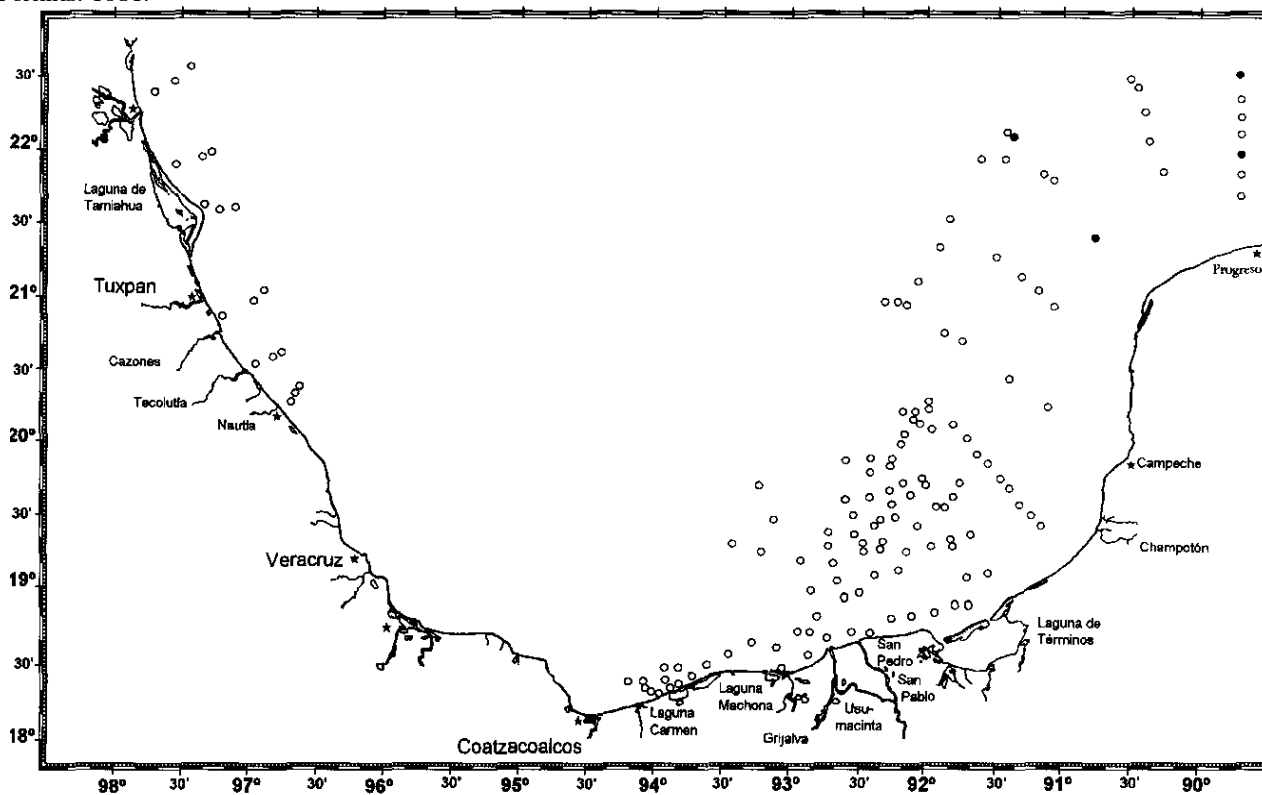 30'
22°
Laguna de
Tamiahua
30'
Progreso
Tuxpan
21°
Cazones
30'
Tecolutla
Nautla
20°
Campeche
30'
Champotón
Veracruz
19°
Laguna de
Términos
San
Pedro
30'
San
Pablo
Laguna
Machona
Laguna
Carmen
Usu-
macinta
Grijalva
18°
Coatzacoalcos
98° 30' 97° 30' 96° 30' 95° 30' 94° 30' 93° 30' 92° 30' 91° 30' 90°